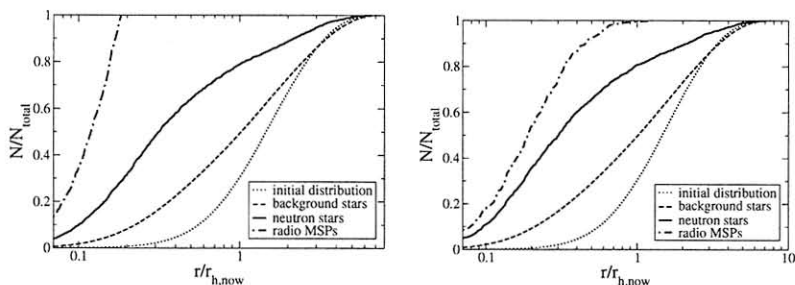 1
0.8
0.6
0.4
0.2
0
N/N_total
0.1
1
r/r_h,now
initial distribution
background stars
neutron stars
radio MSPs
1
0.8
0.6
0.4
0.2
0
N/N_total
0.1
1
10
r/r_h,now
initial distribution
background stars
neutron stars
radio MSPs